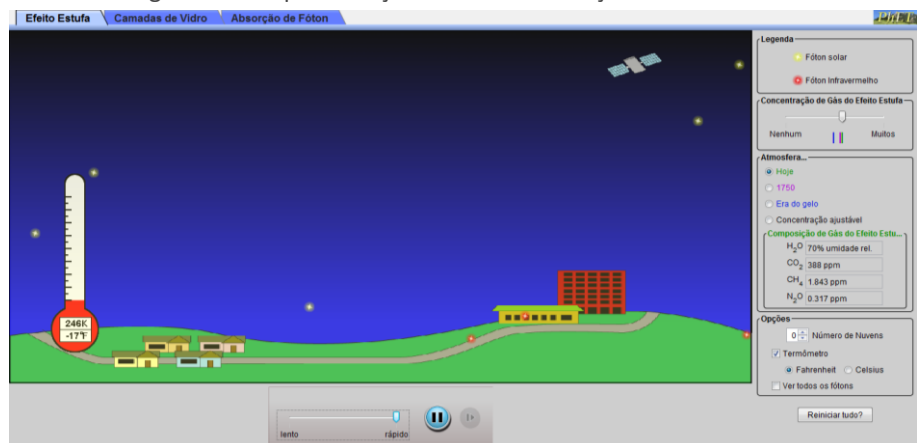 Efeito Estufa Camadas de Vidro Absorção de Fóton
PhET
Legenda
Fóton solar
Fóton Infravermelho
Concentração de Gás do Efeito Estufa
Nenhum Muitos
Atmosfera...
Hoje
1750
Era do gelo
Concentração ajustável
Composição de Gás do Efeito Estu...
H2O 70% umidade rel.
CO2 388 ppm
CH4 1.843 ppm
N2O 0.317 ppm
Opções
0 Número de Nuvens
Termômetro
Fahrenheit Celsius
Ver todos os fótons
Reiniciar tudo?
246K
-17°F
lento rápido